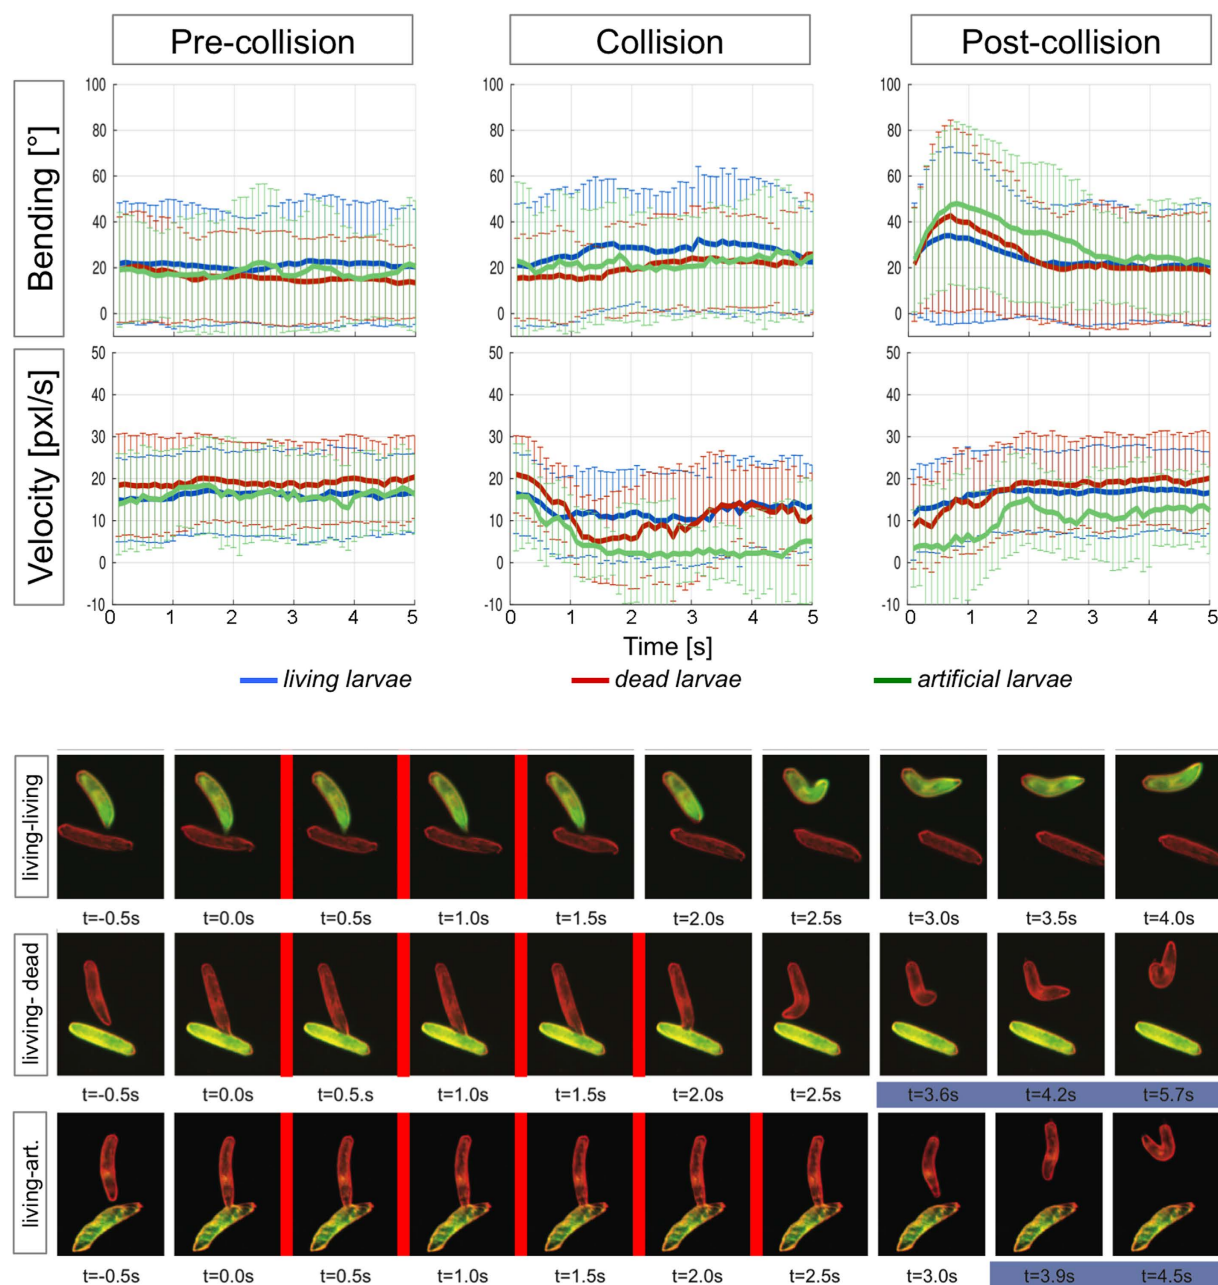 Pre-collision Collision Post-collision
Bending [°]
100 100 100
80 80 80
60 60 60
40 40 40
20 20 20
0 0 0
Velocity [pxl/s]
50 50 50
40 40 40
30 30 30
20 20 20
10 10 10
0 0 0
-10 -10 -10
0 1 2 3 4 5 0 1 2 3 4 5 0 1 2 3 4 5
Time [s]
living larvae dead larvae artificial larvae
living-living
t=-0.5s t=0.0s t=0.5s t=1.0s t=1.5s t=2.0s t=2.5s t=3.0s t=3.5s t=4.0s
livving- dead
t=-0.5s t=0.0s t=0.5.s t=1.0s t=1.5s t=2.0s t=2.5s t=3.6s t=4.2s t=5.7s
living-art.
t=-0.5s t=0.0s t=0.5s t=1.0s t=1.5s t=2.0s t=2.5s t=3.0s t=3.9s t=4.5s